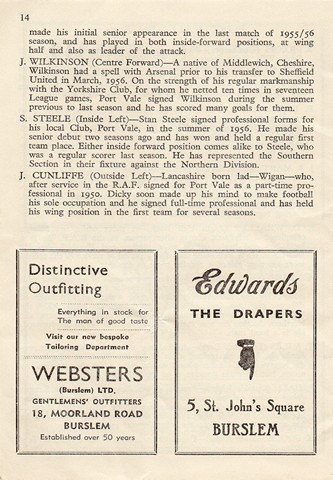 14
made his initial senior appearance in the last match of 1955/56
season, and has played in both inside-forward positions, at wing
half and also as leader of the attack.
J. WILKINSON (Centre Forward)—A native of Middlewich, Cheshire,
Wilkinson had a spell with Arsenal prior to his transfer to Sheffield
United in March, 1956. On the strength of his regular markmanship
with the Yorkshire Club, for whom he netted ten times in seventeen
League games, Port Vale signed Wilkinson during the summer
previous to last season and he has scored many goals for them.
S. STEELE (Inside Left)—Stan Steele signed professional forms for
his local Club, Port Vale, in the summer of 1956. He made his
senior debut two seasons ago and has won and held a regular first
team place. Either inside forward position comes alike to Steele, who
was a regular scorer last season. He has represented the Southern
Section in their fixture against the Northern Division.
J. CUNLIFFE (Outside Left)—Lancashire born lad—Wigan—who,
after service in the R.A.F. signed for Port Vale as a part-time pro-
fessional in 1950. Dicky soon made up his mind to make football
his sole occupation and he signed full-time professional and has held
his wing position in the first team for several seasons.
Distinctive
Outfitting
Everything in stock for
The man of good taste
Visit our new bespoke
Tailoring Department
WEBSTERS
(Burslem) LTD.
GENTLEMENS' OUTFITTERS
18, MOORLAND ROAD
BURSLEM
Established over 50 years
Edwards
THE DRAPERS
5, St. John's Square
BURSLEM